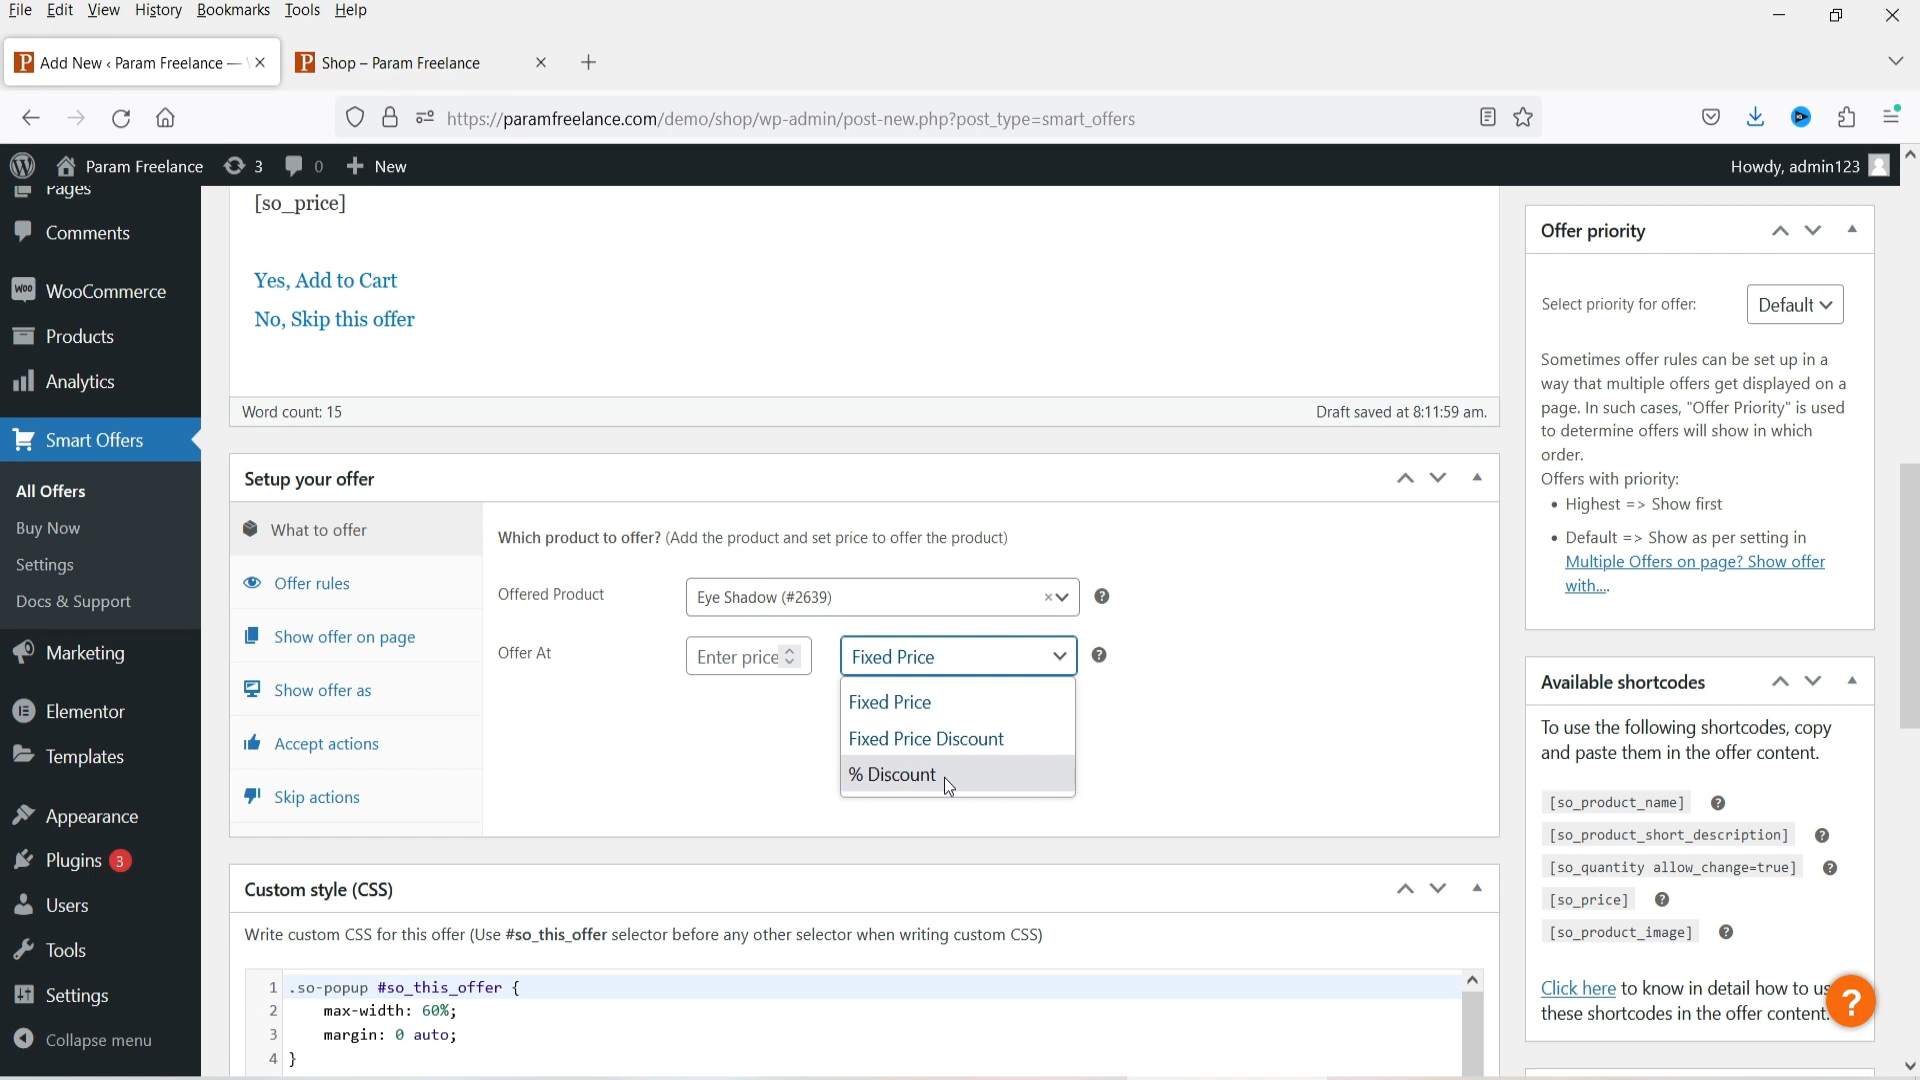 File Edit View History Bookmarks Tools Help
Add New ‹ Param Freelance —
Shop – Param Freelance
https://paramfreelance.com/demo/shop/wp-admin/post-new.php?post_type=smart_offers
Param Freelance 3 0 New
Howdy, admin123
Pages
Comments
WooCommerce
Products
Analytics
Smart Offers
All Offers
Buy Now
Settings
Docs & Support
Marketing
Elementor
Templates
Appearance
Plugins 3
Users
Tools
Settings
Collapse menu
[so_price]
Yes, Add to Cart
No, Skip this offer
Word count: 15
Draft saved at 8:11:59 am.
Setup your offer
What to offer
Offer rules
Show offer on page
Show offer as
Accept actions
Skip actions
Which product to offer? (Add the product and set price to offer the product)
Offered Product
Eye Shadow (#2639)
×
Offer At
Enter price
Fixed Price
Fixed Price
Fixed Price Discount
% Discount
Custom style (CSS)
Write custom CSS for this offer (Use #so_this_offer selector before any other selector when writing custom CSS)
1 .so-popup #so_this_offer {
2 max-width: 60%;
3 margin: 0 auto;
4 }
Offer priority
Select priority for offer:
Default
Sometimes offer rules can be set up in a
way that multiple offers get displayed on a
page. In such cases, "Offer Priority" is used
to determine offers will show in which
order.
Offers with priority:
• Highest => Show first
• Default => Show as per setting in
Multiple Offers on page? Show offer
with....
Available shortcodes
To use the following shortcodes, copy
and paste them in the offer content.
[so_product_name]
[so_product_short_description]
[so_quantity allow_change=true]
[so_price]
[so_product_image]
Click here to know in detail how to us
these shortcodes in the offer content.
?